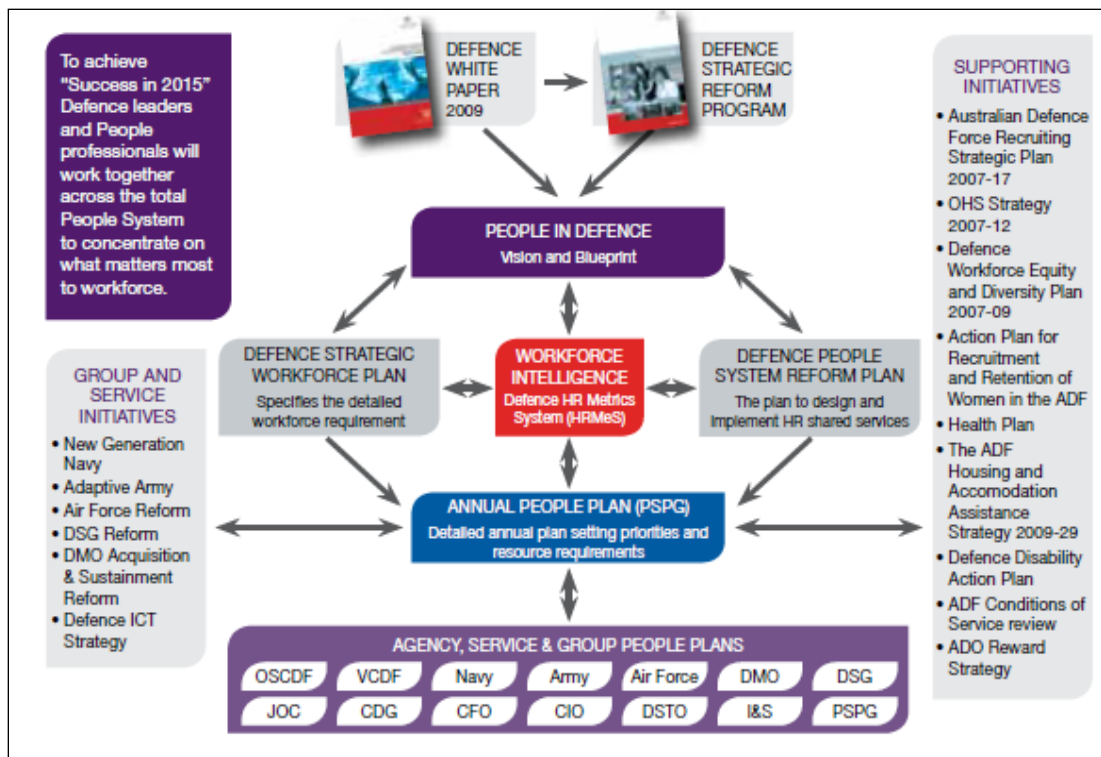 To achieve
“Success in 2015”
Defence leaders
and People
professionals will
work together
across the total
People System
to concentrate on
what matters most
to workforce.
DEFENCE
WHITE
PAPER
2009
DEFENCE
STRATEGIC
REFORM
PROGRAM
PEOPLE IN DEFENCE
Vision and Blueprint
DEFENCE STRATEGIC
WORKFORCE PLAN
Specifies the detailed
workforce requirement
WORKFORCE
INTELLIGENCE
Defence HR Metrics
System (HRMeS)
DEFENCE PEOPLE
SYSTEM REFORM PLAN
The plan to design and
implement HR shared services
GROUP AND
SERVICE
INITIATIVES
• New Generation
Navy
• Adaptive Army
• Air Force Reform
• DSG Reform
• DMO Acquisition
& Sustainment
Reform
• Defence ICT
Strategy
ANNUAL PEOPLE PLAN (PSPG)
Detailed annual plan setting priorities and
resource requirements
AGENCY, SERVICE & GROUP PEOPLE PLANS
OSCDF VCDF Navy Army Air Force DMO DSG
JOC CDG CFO CIO DSTO I&S PSPG
SUPPORTING
INITIATIVES
• Australian Defence
Force Recruiting
Strategic Plan
2007-17
• OHS Strategy
2007-12
• Defence
Workforce Equity
and Diversity Plan
2007-09
• Action Plan for
Recruitment
and Retention of
Women in the ADF
• Health Plan
• The ADF
Housing and
Accomodation
Assistance
Strategy 2009-29
• Defence Disability
Action Plan
• ADF Conditions of
Service review
• ADO Reward
Strategy